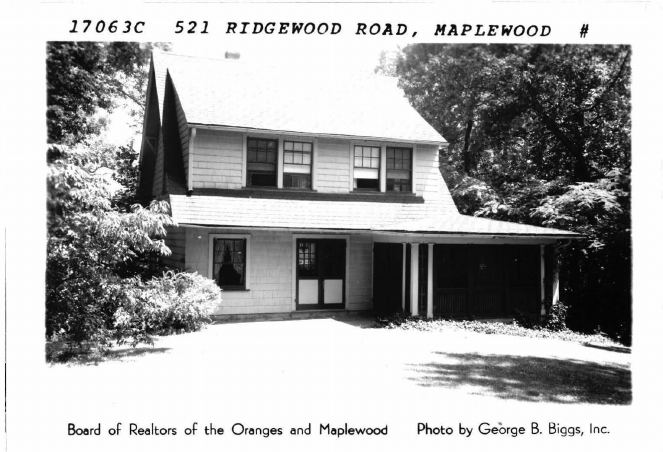 17063C 521 RIDGEWOOD ROAD, MAPLEWOOD #
Board of Realtors of the Oranges and Maplewood Photo by George B. Biggs, Inc.